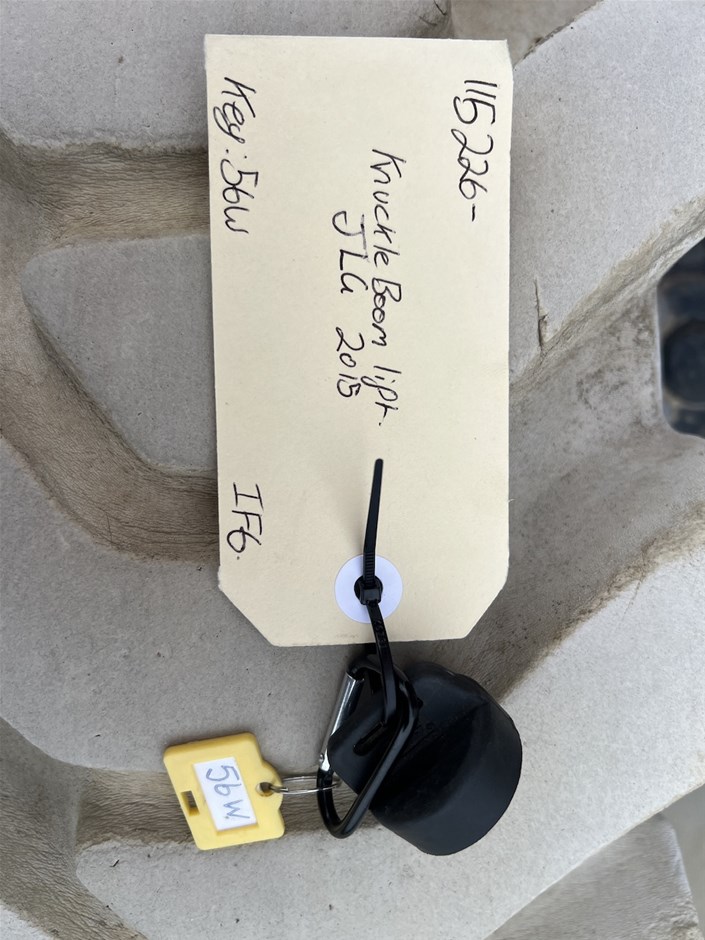 115226-
Knuckle Boom lift.
JLG 2015
Key: 56W
IF6.
56W